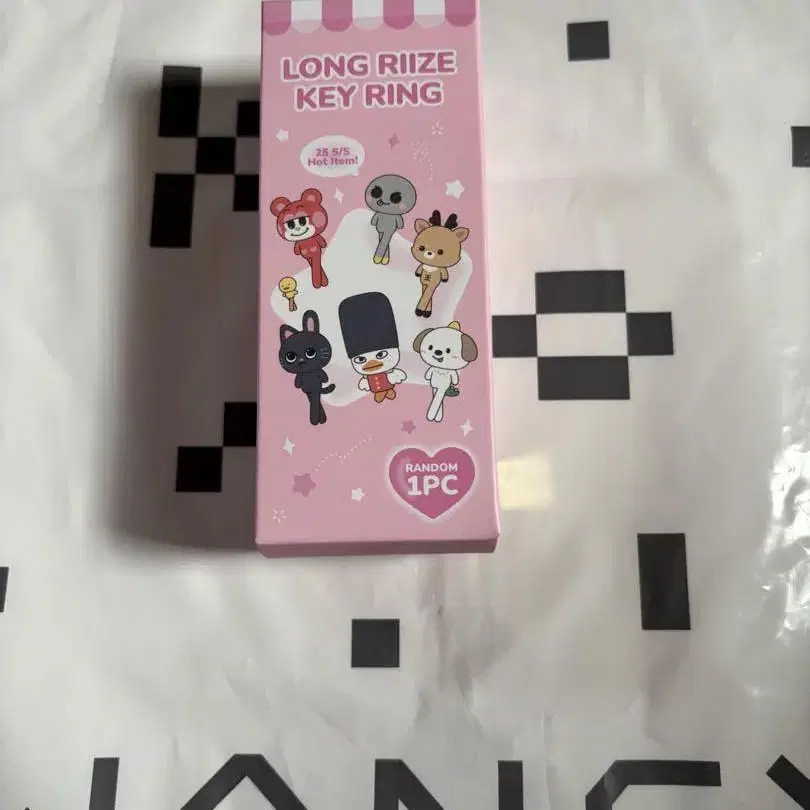 LONG RIIZE
KEY RING
25 S/S
Hot Item!
RANDOM
1PC